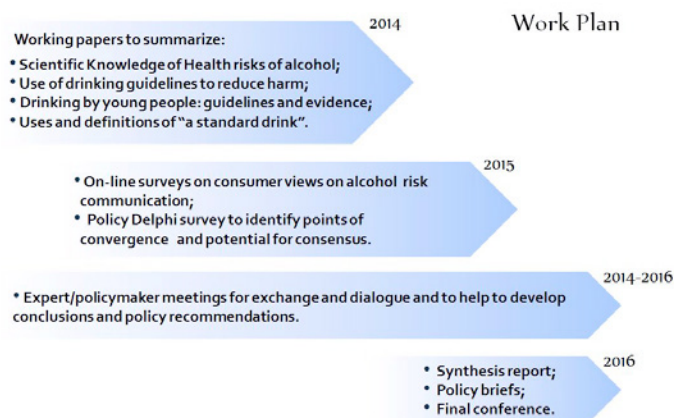 Work Plan
2014
Working papers to summarize:
• Scientific Knowledge of Health risks of alcohol;
• Use of drinking guidelines to reduce harm;
• Drinking by young people: guidelines and evidence;
• Uses and definitions of “a standard drink”.
2015
• On-line surveys on consumer views on alcohol risk
communication;
• Policy Delphi survey to identify points of
convergence and potential for consensus.
2014-2016
• Expert/policymaker meetings for exchange and dialogue and to help to develop
conclusions and policy recommendations.
2016
• Synthesis report;
• Policy briefs;
• Final conference.